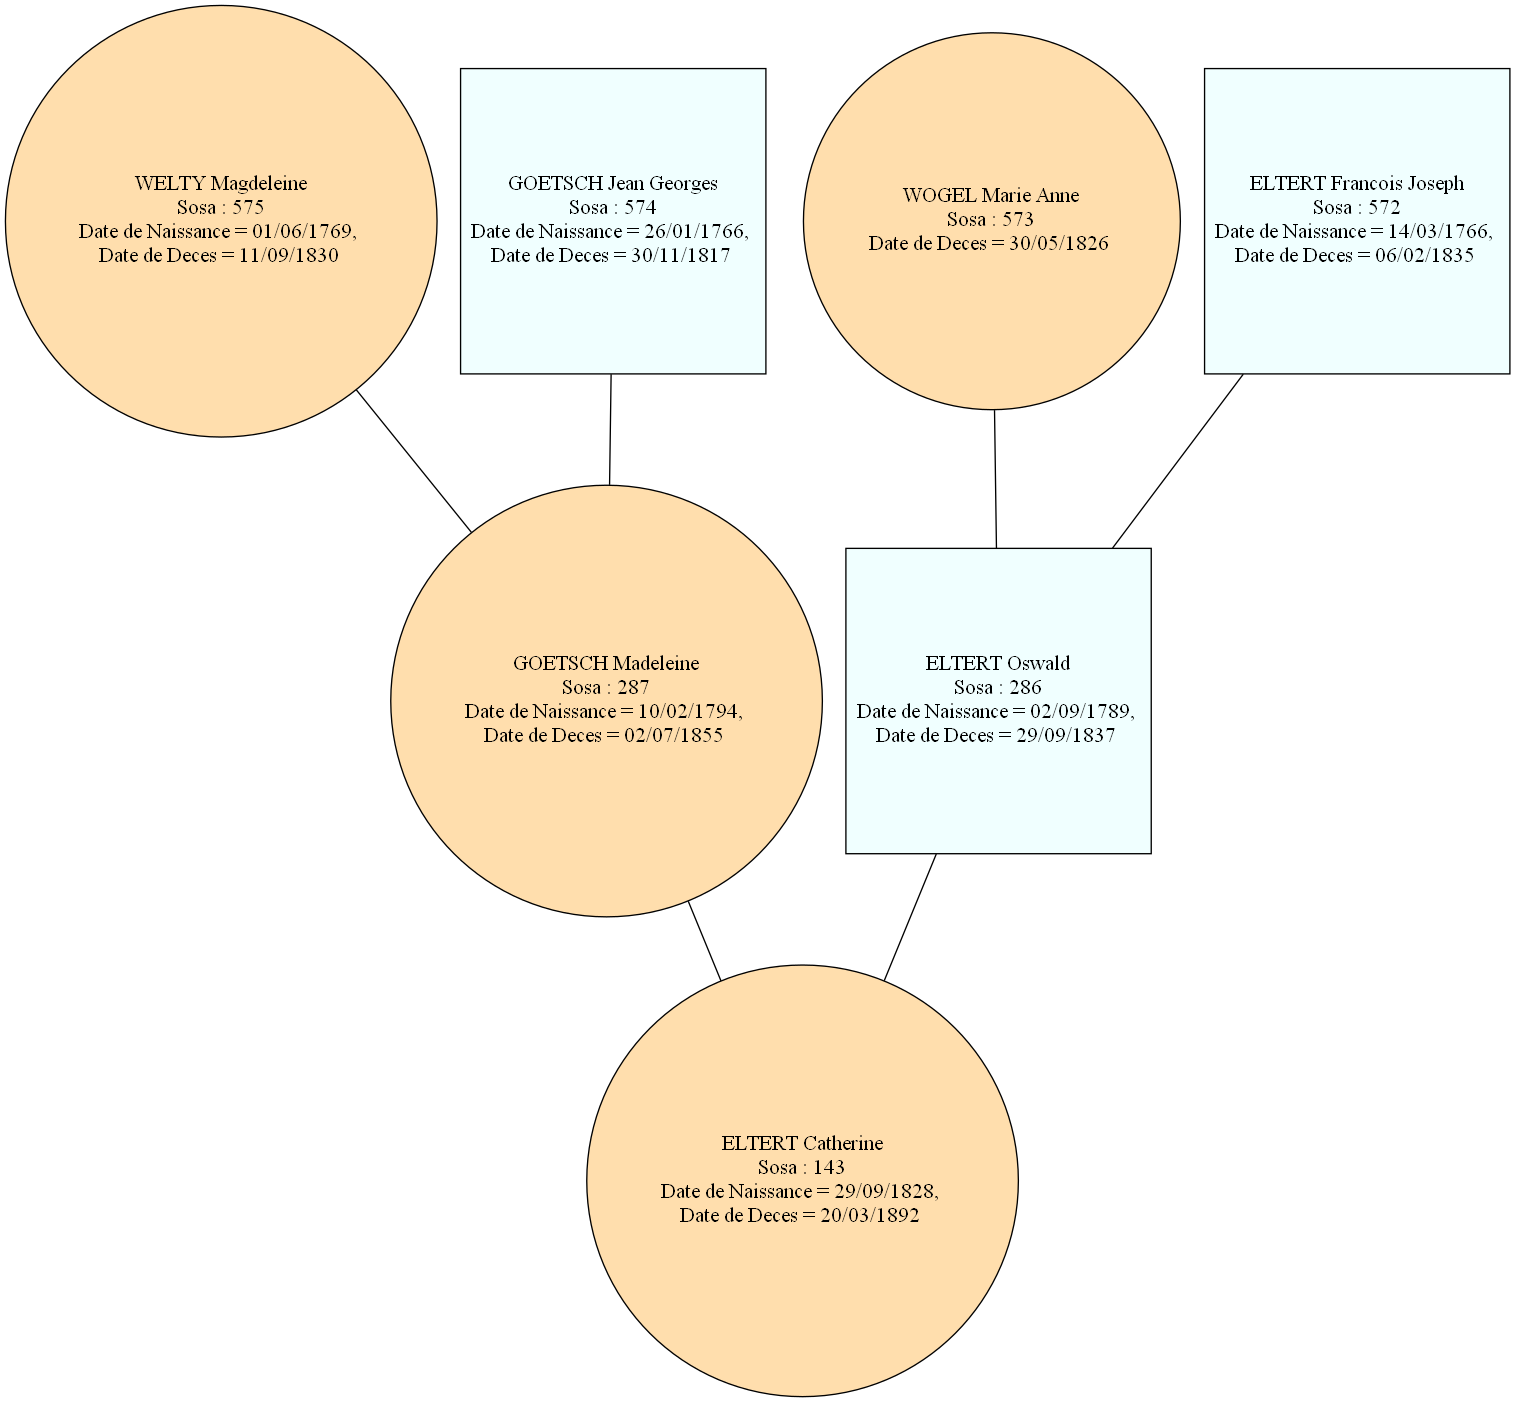 WELTY Magdeleine
Sosa : 575
Date de Naissance = 01/06/1769,
Date de Deces = 11/09/1830
GOETSCH Jean Georges
Sosa : 574
Date de Naissance = 26/01/1766,
Date de Deces = 30/11/1817
WOGEL Marie Anne
Sosa : 573
Date de Deces = 30/05/1826
ELTERT Francois Joseph
Sosa : 572
Date de Naissance = 14/03/1766,
Date de Deces = 06/02/1835
GOETSCH Madeleine
Sosa : 287
Date de Naissance = 10/02/1794,
Date de Deces = 02/07/1855
ELTERT Oswald
Sosa : 286
Date de Naissance = 02/09/1789,
Date de Deces = 29/09/1837
ELTERT Catherine
Sosa : 143
Date de Naissance = 29/09/1828,
Date de Deces = 20/03/1892